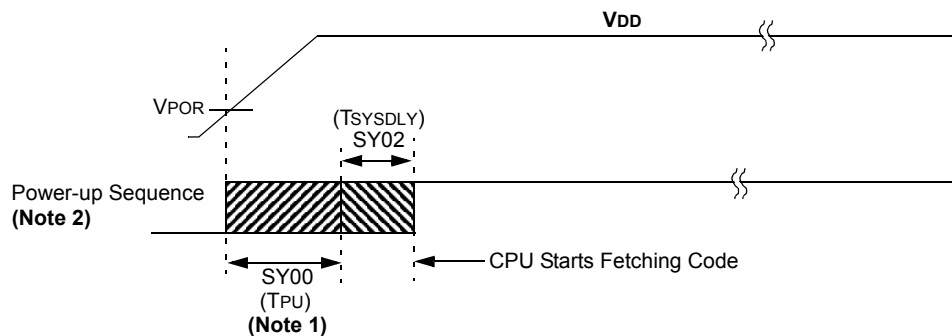 VDD
VPOR
(TSYSDLY)
SY02
Power-up Sequence
(Note 2)
CPU Starts Fetching Code
SY00
(TPU)
(Note 1)